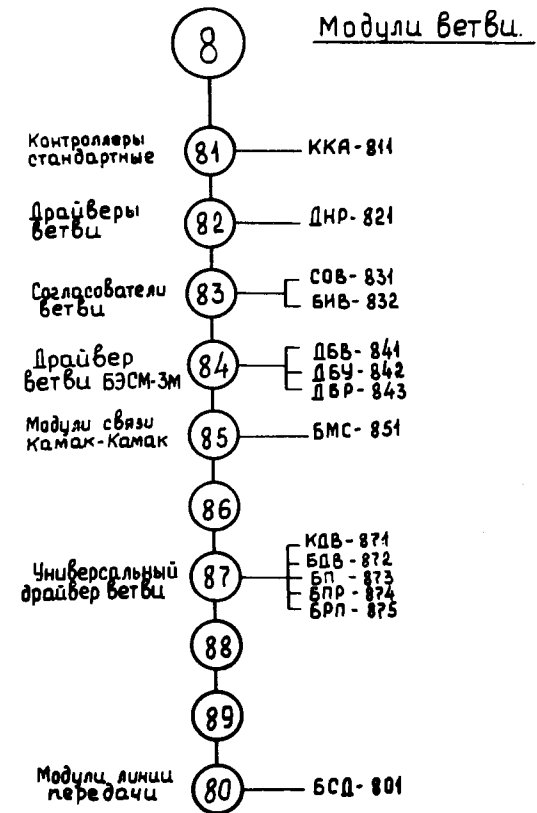 Модули ветви.
8
Контроллеры
стандартные
81
ККА-811
Драйверы
ветви
82
ДНР-821
Согласователи
ветви
83
СОВ-831
БНВ-832
Драйвер
ветви БЭСМ-3М
84
ДБВ-841
ДБУ-842
ДБР-843
Модули связи
Камак-Камак
85
БМС-851
86
Универсальный
драйвер ветви
87
КДВ-871
БДВ-872
БП -873
БПР-874
БРП-875
88
89
Модули линии
передачи
80
БСД-801